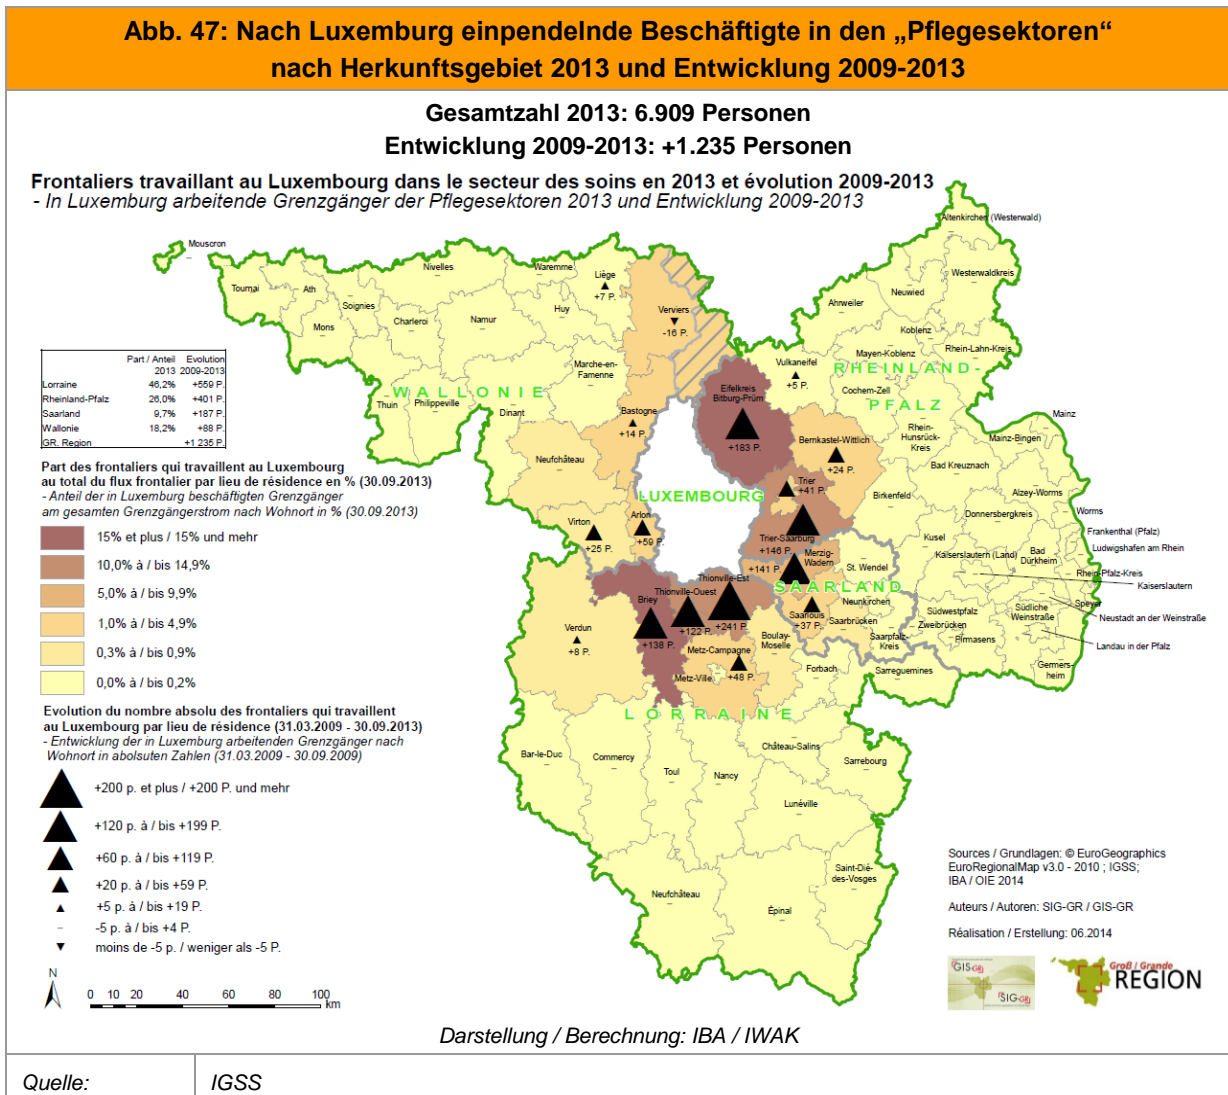 Abb. 47: Nach Luxemburg einpendelnde Beschäftigte in den „Pflegesektoren“
nach Herkunftsgebiet 2013 und Entwicklung 2009-2013
Gesamtzahl 2013: 6.909 Personen
Entwicklung 2009-2013: +1.235 Personen
Frontaliers travaillant au Luxembourg dans le secteur des soins en 2013 et évolution 2009-2013
- In Luxemburg arbeitende Grenzgänger der Pflegesektoren 2013 und Entwicklung 2009-2013
Altenkirchen (Westerwald)
Mouscron
Nivelles
Waremme
Liège
+7 P.
Westerwaldkreis
Tournai
Ath
Soignies
Mons
Charleroi
Namur
Huy
Verviers
-16 P.
Ahrweiler
Neuwied
Koblenz
Mayen-Koblenz
Rhein-Lahn-Kreis
Vulkaneifel
+5 P.
RHEINLAND-
PFALZ
Cochem-Zell
Marche-en-
Famenne
WALLONIE
Thuin
Philippeville
Dinant
Bastogne
+14 P.
Eifelkreis
Bitburg-Prüm
+183 P.
Bernkastel-Wittlich
+24 P.
Rhein-
Hunsrück-
Kreis
Mainz
Mainz-Bingen
Bad Kreuznach
Neufchâteau
LUXEMBOURG
Trier
+41 P.
Birkenfeld
Alzey-Worms
Donnersbergkreis
Worms
Frankenthal (Pfalz)
Ludwigshafen am Rhein
Virton
+25 P.
Arlon
+59 P.
Trier-Saarburg
+146 P.
Kusel
Kaiserslautern (Land)
Bad
Dürkheim
Rhein-Pfalz-Kreis
Kaiserslautern
Merzig-
Wadern
+141 P.
St. Wendel
SAARLAND
Neunkirchen
Saarlouis
+37 P.
Saarbrücken
Saarpfalz-
Kreis
Südwestpfalz
Zweibrücken
Pirmasens
Südliche
Weinstraße
Speyer
Neustadt an der Weinstraße
Landau in der Pfalz
Germers-
heim
Thionville-Est
+241 P.
Thionville-Ouest
+122 P.
Briey
+138 P.
Verdun
+8 P.
Boulay-
Moselle
Metz-Campagne
+48 P.
Metz-Ville
Forbach
Sarreguemines
LORRAINE
Bar-le-Duc
Commercy
Toul
Nancy
Château-Salins
Sarrebourg
Lunéville
Saint-Dié-
des-Vosges
Neufchâteau
Épinal
Part / Anteil Evolution
2013 2009-2013
Lorraine 46,2% +559 P.
Rheinland-Pfalz 26,0% +401 P.
Saarland 9,7% +187 P.
Wallonie 18,2% +88 P.
GR. Region +1 235 P.
Part des frontaliers qui travaillent au Luxembourg
au total du flux frontalier par lieu de résidence en % (30.09.2013)
- Anteil der in Luxemburg beschäftigten Grenzgänger
am gesamten Grenzgängerstrom nach Wohnort in % (30.09.2013)
15% et plus / 15% und mehr
10,0% à / bis 14,9%
5,0% à / bis 9,9%
1,0% à / bis 4,9%
0,3% à / bis 0,9%
0,0% à / bis 0,2%
Evolution du nombre absolu des frontaliers qui travaillent
au Luxembourg par lieu de résidence (31.03.2009 - 30.09.2013)
- Entwicklung der in Luxemburg arbeitenden Grenzgänger nach
Wohnort in abolsuten Zahlen (31.03.2009 - 30.09.2009)
+200 p. et plus / +200 P. und mehr
+120 p. à / bis +199 P.
+60 p. à / bis +119 P.
+20 p. à / bis +59 P.
+5 p. à / bis +19 P.
-5 p. à / bis +4 P.
moins de -5 p. / weniger als -5 P.
N
0 10 20 40 60 80 100
km
Sources / Grundlagen: © EuroGeographics
EuroRegionalMap v3.0 - 2010 ; IGSS;
IBA / OIE 2014
Auteurs / Autoren: SIG-GR / GIS-GR
Réalisation / Erstellung: 06.2014
GIS-GR
SIG-GR
Groß / Grande
REGION
Darstellung / Berechnung: IBA / IWAK
Quelle: IGSS